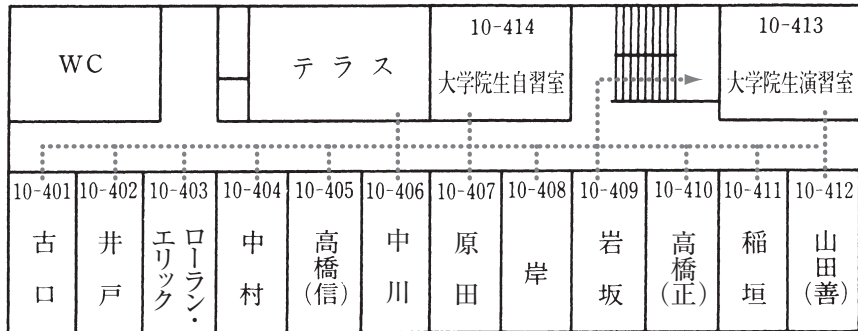 WC
テラス
10-414
大学院生自習室
10-413
大学院生演習室
10-401
古口
10-402
井戸
10-403
ローラン・
エリック
10-404
中村
10-405
高橋(信)
10-406
中川
10-407
原田
10-408
岸
10-409
岩坂
10-410
高橋(正)
10-411
稲垣
10-412
山田(善)